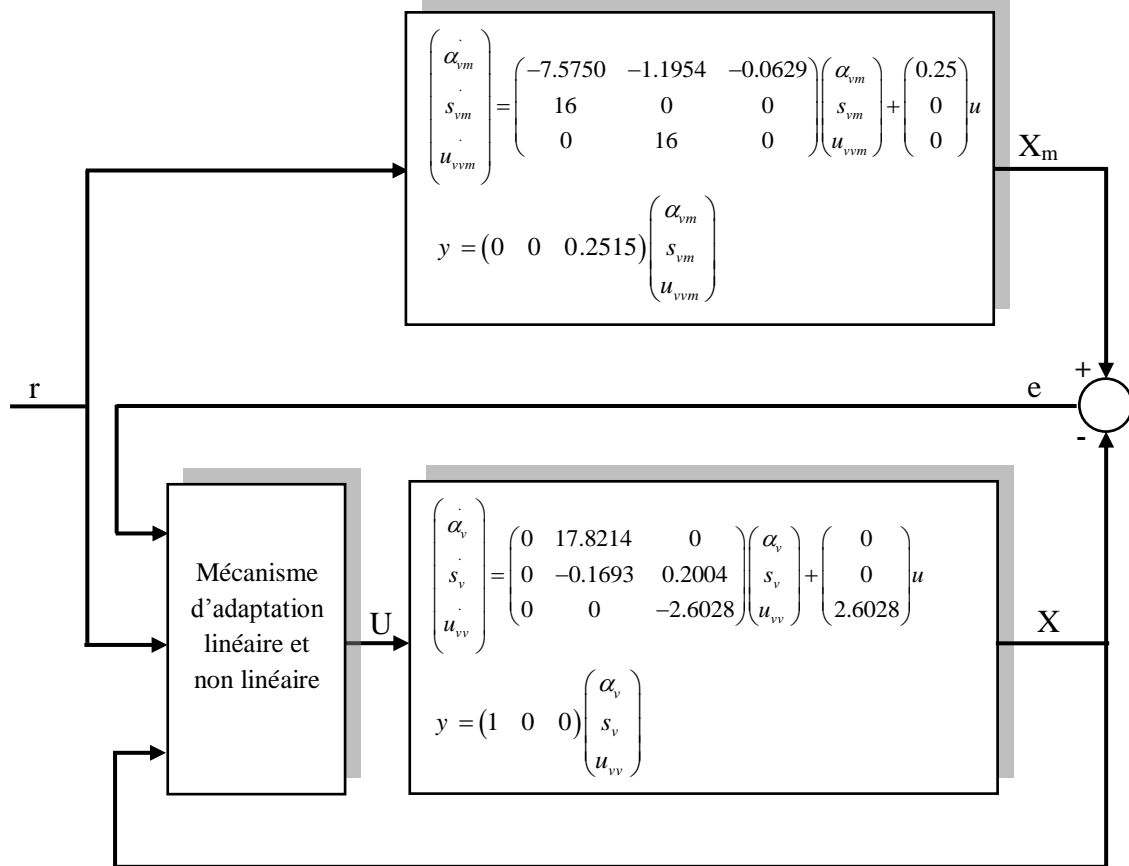 (α̇_vm ; ṡ_vm ; u̇_vvm) = (−7.5750 −1.1954 −0.0629 ; 16 0 0 ; 0 16 0) (α_vm ; s_vm ; u_vvm) + (0.25 ; 0 ; 0) u
X_m
y = (0 0 0.2515) (α_vm ; s_vm ; u_vvm)
+
r
e
-
(α̇_v ; ṡ_v ; u̇_vv) = (0 17.8214 0 ; 0 −0.1693 0.2004 ; 0 0 −2.6028) (α_v ; s_v ; u_vv) + (0 ; 0 ; 2.6028) u
Mécanisme
d’adaptation
linéaire et
non linéaire
U
X
y = (1 0 0) (α_v ; s_v ; u_vv)